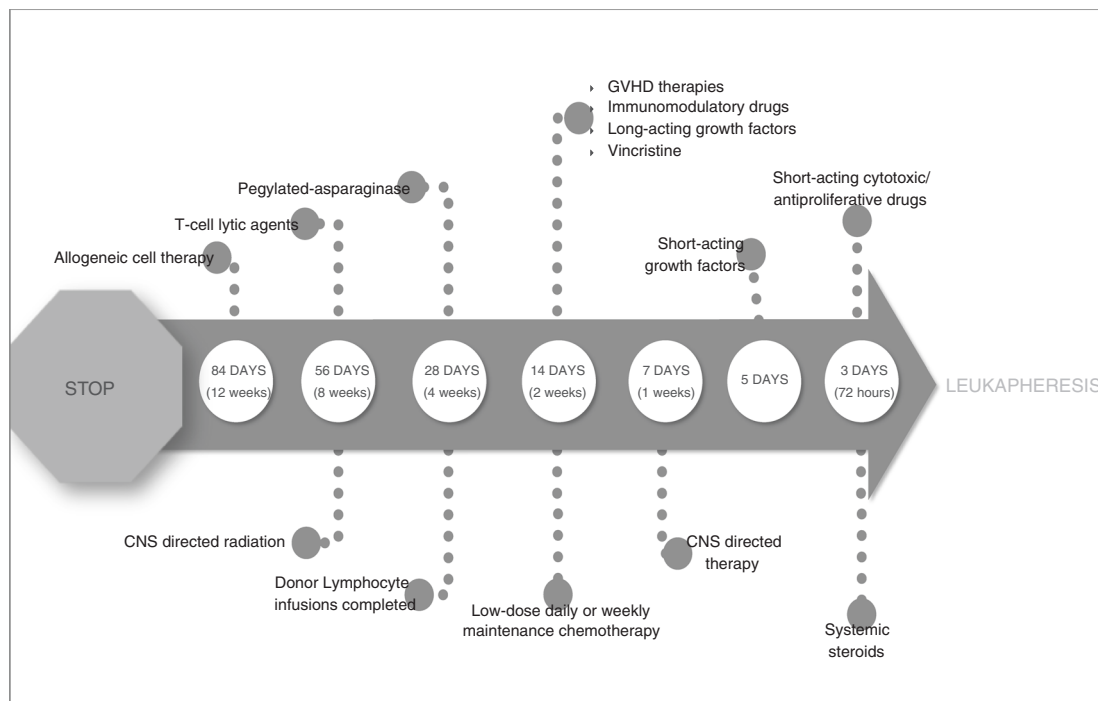 GVHD therapies
Immunomodulatory drugs
Long-acting growth factors
Vincristine
Pegylated-asparaginase
Short-acting cytotoxic/
antiproliferative drugs
T-cell lytic agents
Allogeneic cell therapy
Short-acting
growth factors
STOP
84 DAYS
(12 weeks)
56 DAYS
(8 weeks)
28 DAYS
(4 weeks)
14 DAYS
(2 weeks)
7 DAYS
(1 weeks)
5 DAYS
3 DAYS
(72 hours)
LEUKAPHERESIS
CNS directed radiation
Donor Lymphocyte
infusions completed
Low-dose daily or weekly
maintenance chemotherapy
CNS directed
therapy
Systemic
steroids